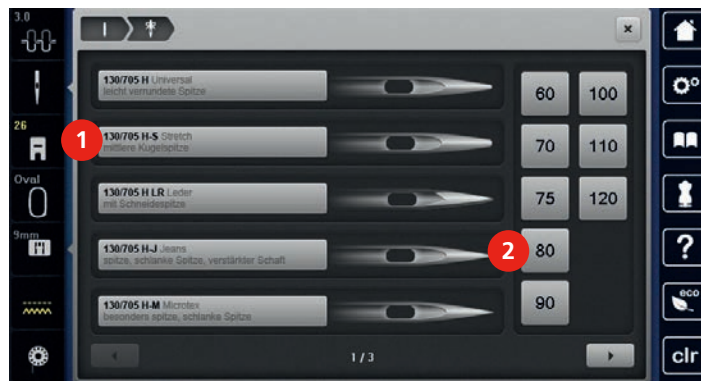 3.0
26
Oval
9mm
130/705 H Universal
leicht verrundete Spitze
130/705 H-S Stretch
mittlere Kugelspitze
130/705 H LR Leder
mit Schneidespitze
130/705 H-J Jeans
spitze, schlanke Spitze, verstärkter Schaft
130/705 H-M Microtex
besonders spitze, schlanke Spitze
1
2
60 100
70 110
75 120
80
90
1 / 3
?
eco
clr